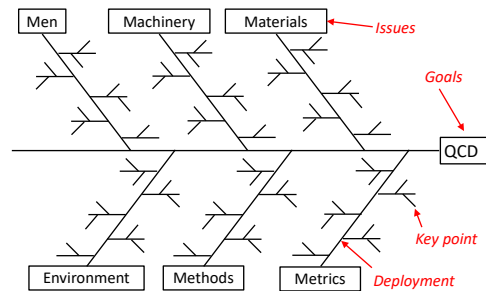 Men
Machinery
Materials
Issues
Goals
QCD
Key point
Environment
Methods
Metrics
Deployment